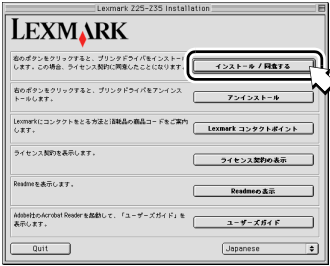 Lexmark Z25-Z35 Installation
LEXMARK
右のボタンをクリックすると、プリンタドライバをインストール
します。この場合、ライセンス契約に同意したことになります。
インストール / 同意する
右のボタンをクリックすると、プリンタドライバをアンインス
トールします。
アンインストール
Lexmarkにコンタクトをとる方法と消耗品の商品コードをご案内
します。
Lexmark コンタクトポイント
ライセンス契約を表示します。
ライセンス契約の表示
Readmeを表示します。
Readmeの表示
Adobe社のAcrobat Readerを起動して、「ユーザーズガイド」を
表示します。
ユーザーズガイド
Quit
Japanese